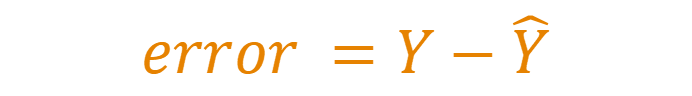 error = Y − Ŷ